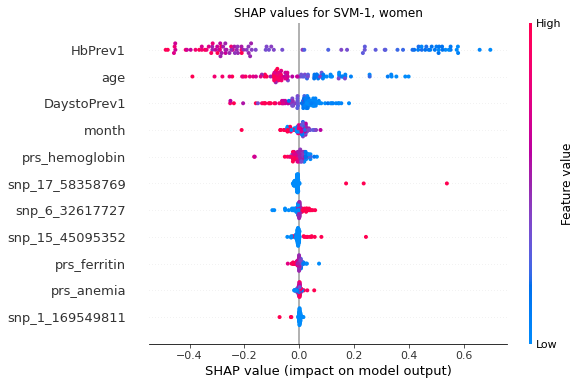 SHAP values for SVM-1, women
High
HbPrev1
age
DaystoPrev1
month
prs_hemoglobin
snp_17_58358769
snp_6_32617727
snp_15_45095352
prs_ferritin
prs_anemia
snp_1_169549811
Feature value
Low
−0.4 −0.2 0.0 0.2 0.4 0.6
SHAP value (impact on model output)